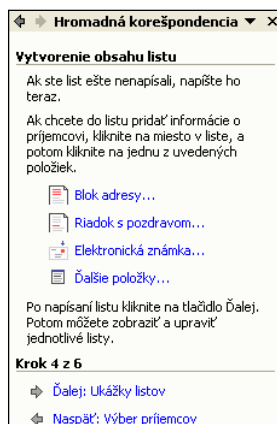 Hromadná korešpondencia
Vytvorenie obsahu listu
Ak ste list ešte nenapísali, napíšte ho
teraz.
Ak chcete do listu pridať informácie o
príjemcovi, kliknite na miesto v liste, a
potom kliknite na jednu z uvedených
položiek.
Blok adresy...
Riadok s pozdravom...
Elektronická známka...
Ďalšie položky...
Po napísaní listu kliknite na tlačidlo Ďalej.
Potom môžete zobraziť a upraviť
jednotlivé listy.
Krok 4 z 6
Ďalej: Ukážky listov
Naspäť: Výber príjemcov